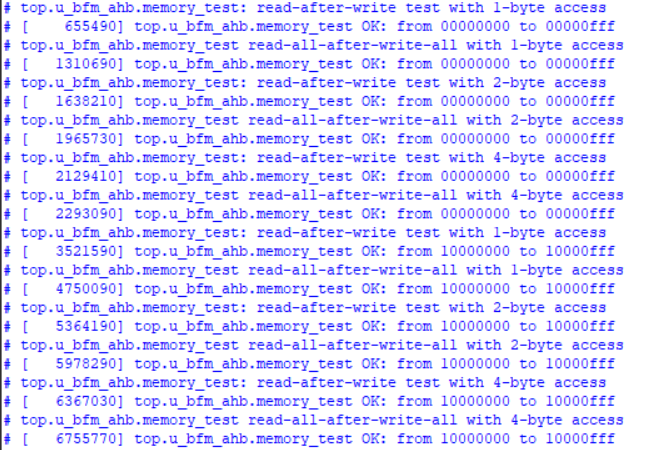 # top.u_bfm_ahb.memory_test: read-after-write test with 1-byte access
# [    655490] top.u_bfm_ahb.memory_test OK: from 00000000 to 00000fff
# top.u_bfm_ahb.memory_test read-all-after-write-all with 1-byte access
# [   1310690] top.u_bfm_ahb.memory_test OK: from 00000000 to 00000fff
# top.u_bfm_ahb.memory_test: read-after-write test with 2-byte access
# [   1638210] top.u_bfm_ahb.memory_test OK: from 00000000 to 00000fff
# top.u_bfm_ahb.memory_test read-all-after-write-all with 2-byte access
# [   1965730] top.u_bfm_ahb.memory_test OK: from 00000000 to 00000fff
# top.u_bfm_ahb.memory_test: read-after-write test with 4-byte access
# [   2129410] top.u_bfm_ahb.memory_test OK: from 00000000 to 00000fff
# top.u_bfm_ahb.memory_test read-all-after-write-all with 4-byte access
# [   2293090] top.u_bfm_ahb.memory_test OK: from 00000000 to 00000fff
# top.u_bfm_ahb.memory_test: read-after-write test with 1-byte access
# [   3521590] top.u_bfm_ahb.memory_test OK: from 10000000 to 10000fff
# top.u_bfm_ahb.memory_test read-all-after-write-all with 1-byte access
# [   4750090] top.u_bfm_ahb.memory_test OK: from 10000000 to 10000fff
# top.u_bfm_ahb.memory_test: read-after-write test with 2-byte access
# [   5364190] top.u_bfm_ahb.memory_test OK: from 10000000 to 10000fff
# top.u_bfm_ahb.memory_test read-all-after-write-all with 2-byte access
# [   5978290] top.u_bfm_ahb.memory_test OK: from 10000000 to 10000fff
# top.u_bfm_ahb.memory_test: read-after-write test with 4-byte access
# [   6367030] top.u_bfm_ahb.memory_test OK: from 10000000 to 10000fff
# top.u_bfm_ahb.memory_test read-all-after-write-all with 4-byte access
# [   6755770] top.u_bfm_ahb.memory_test OK: from 10000000 to 10000fff